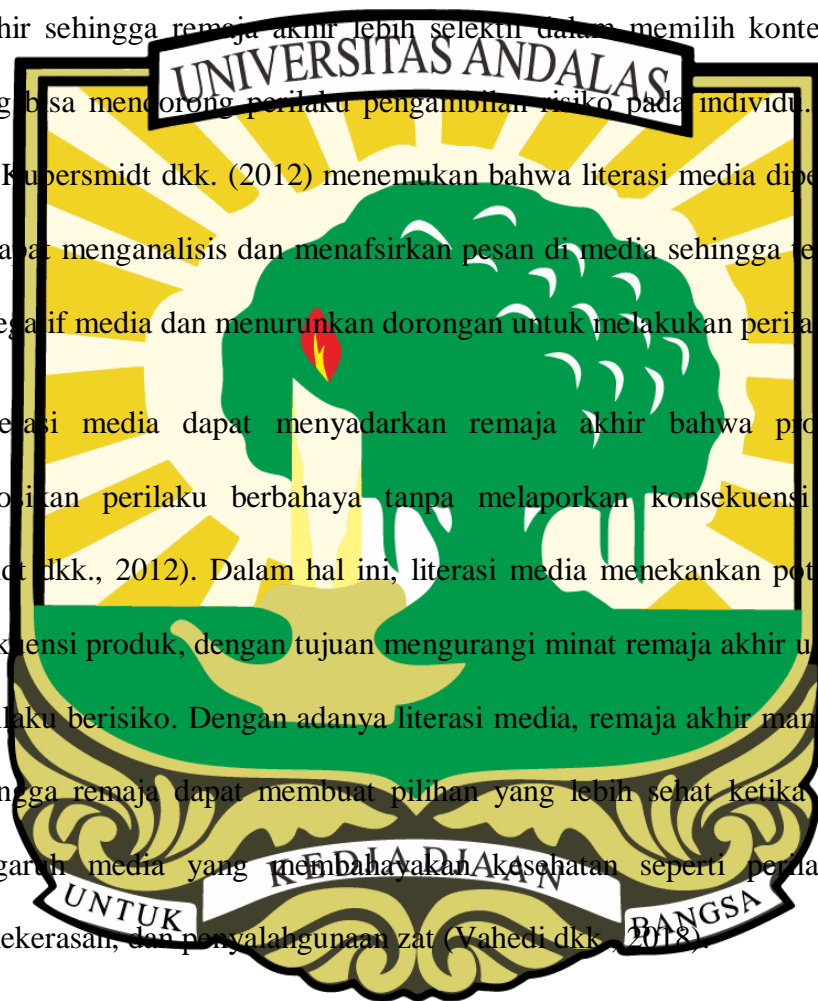 hir sehingga remaja akhir lebih selektif dalam memilih konte
UNIVERSITAS ANDALAS
g bisa mendorong perilaku pengambilan risiko pada individu.
Kupersmidt dkk. (2012) menemukan bahwa literasi media dipe
apat menganalisis dan menafsirkan pesan di media sehingga te
egatif media dan menurunkan dorongan untuk melakukan perila
erasi media dapat menyadarkan remaja akhir bahwa pro
osikan perilaku berbahaya tanpa melaporkan konsekuensi
dt dkk., 2012). Dalam hal ini, literasi media menekankan pot
kuensi produk, dengan tujuan mengurangi minat remaja akhir u
laku berisiko. Dengan adanya literasi media, remaja akhir mam
ngga remaja dapat membuat pilihan yang lebih sehat ketika
garuh media yang membahayakan kesehatan seperti perila
KEDJADJAAN
UNTUK BANGSA
ekerasan, dan penyalahgunaan zat (Vahedi dkk., 2018).